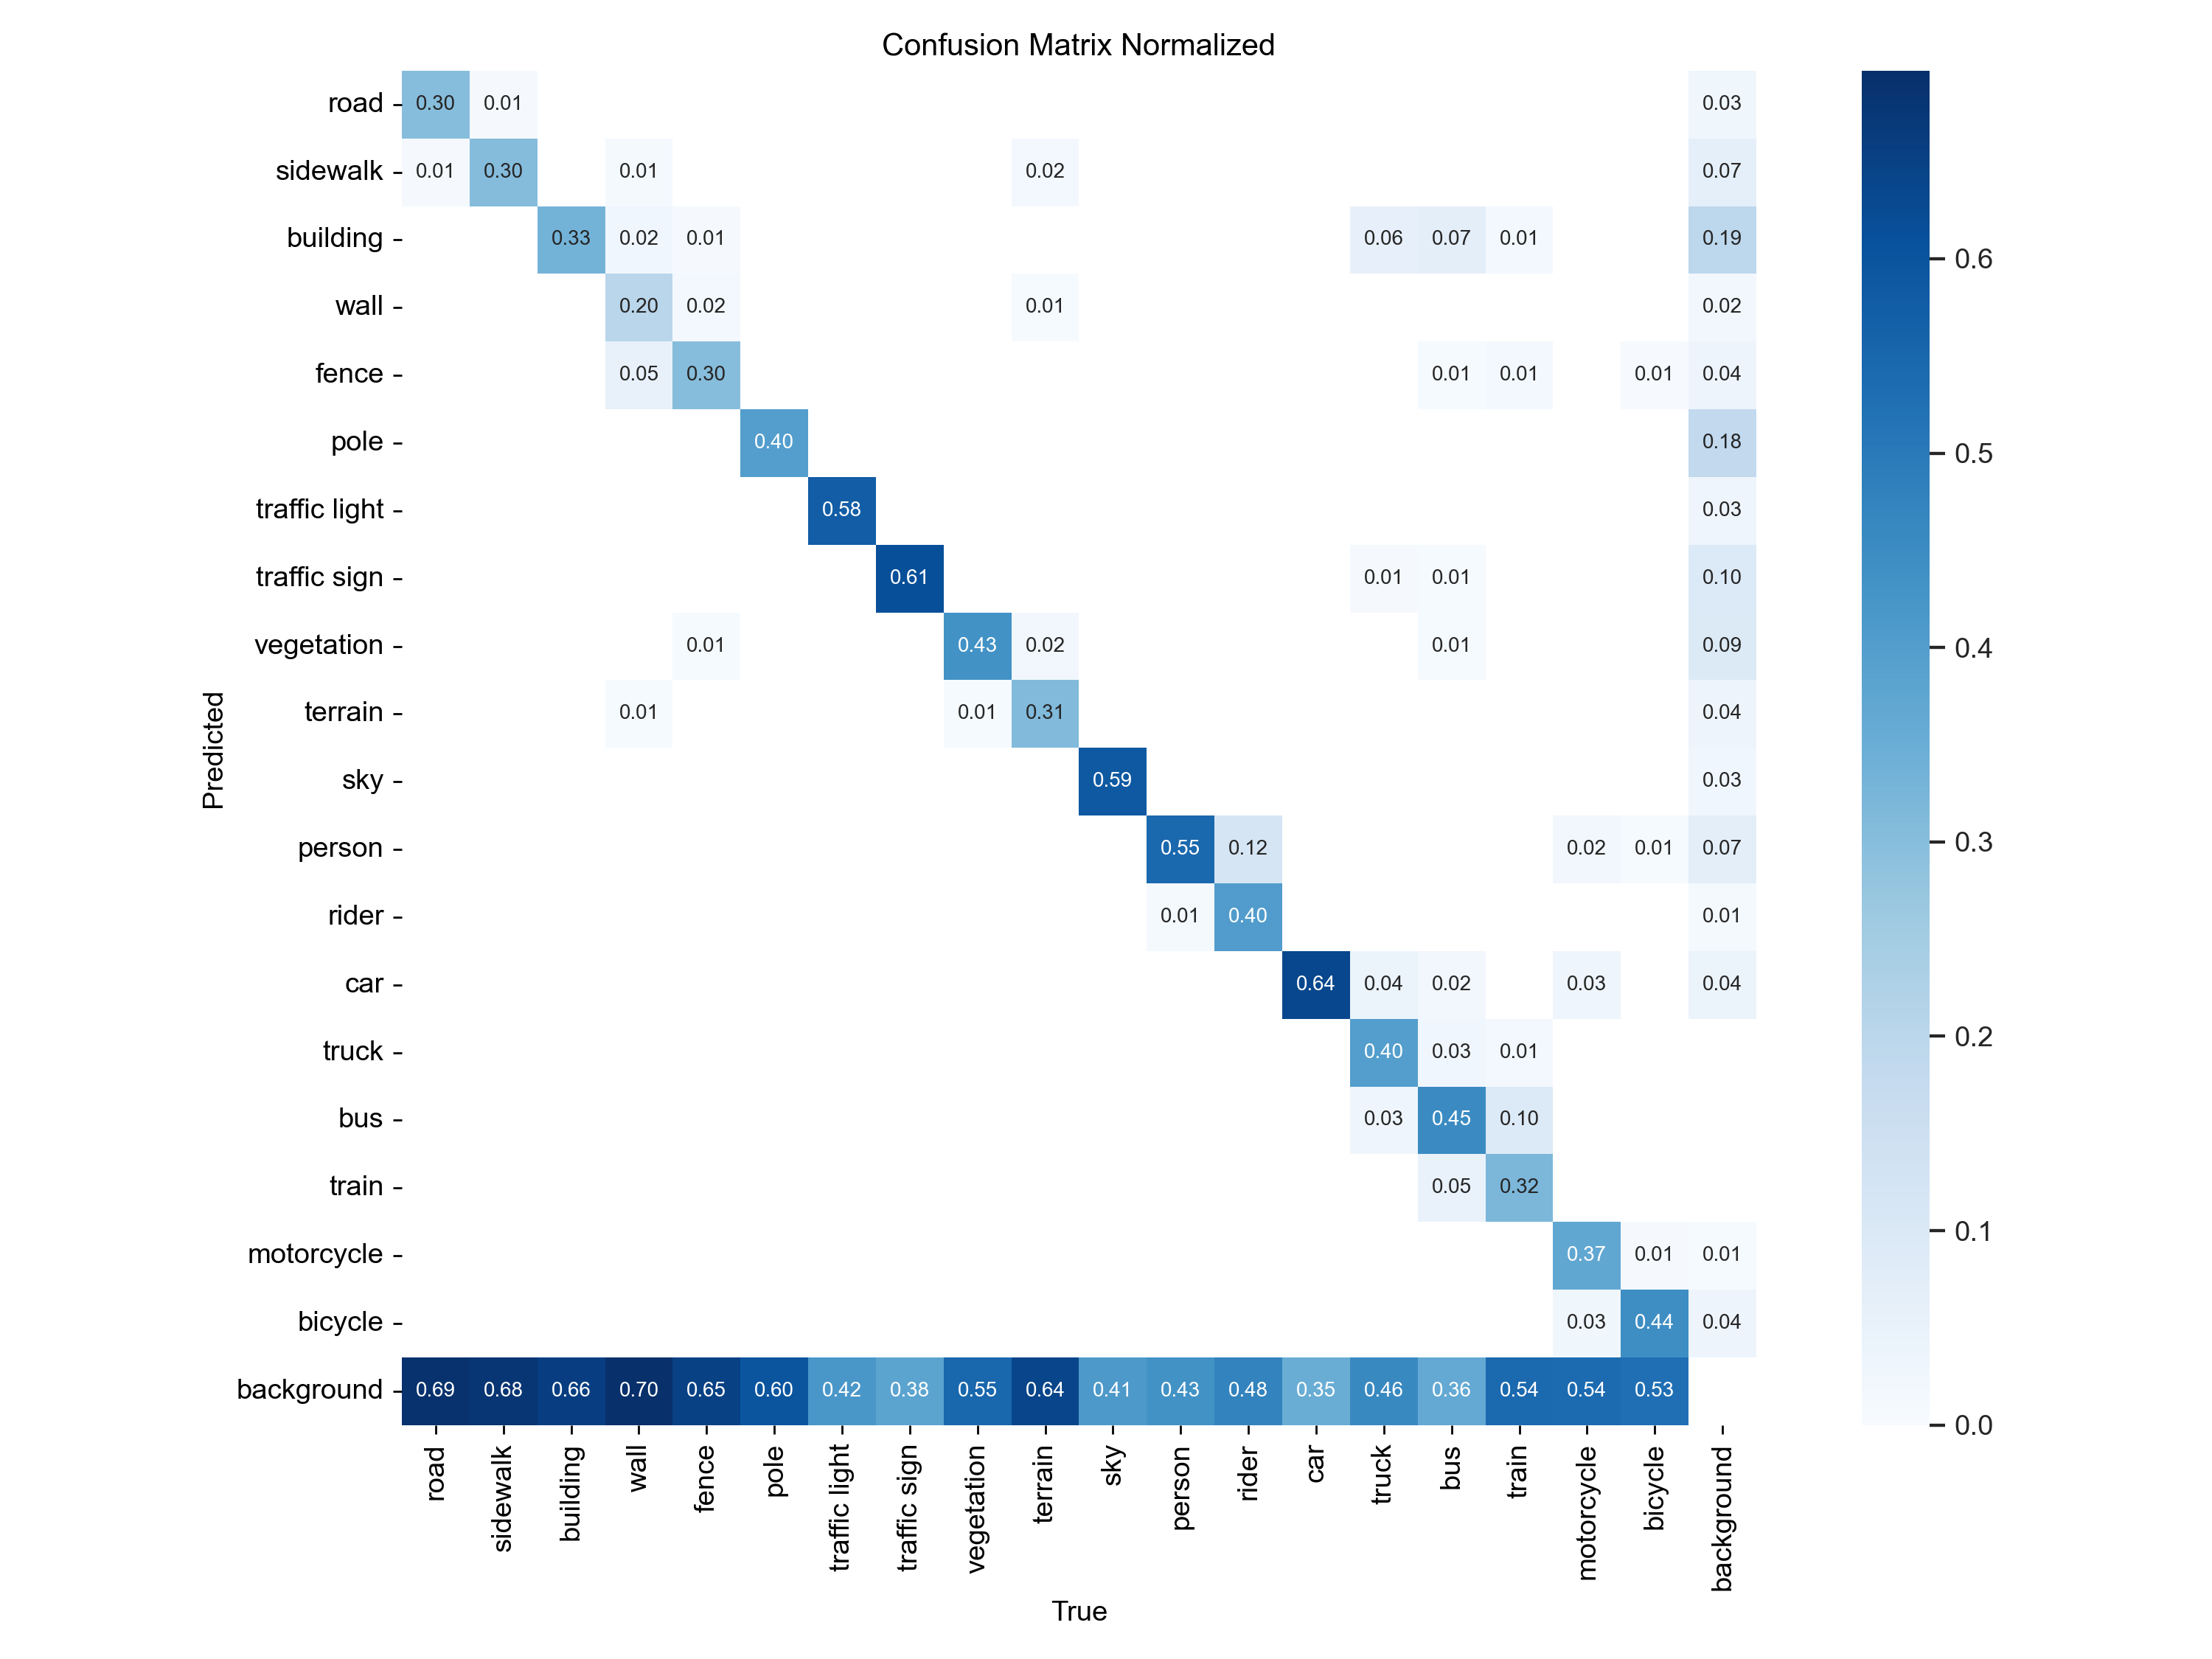 Confusion Matrix Normalized
road 0.30 0.01 0.03
sidewalk 0.01 0.30 0.01 0.02 0.07
building 0.33 0.02 0.01 0.06 0.07 0.01 0.19
0.6
wall 0.20 0.02 0.01 0.02
fence 0.05 0.30 0.01 0.01 0.01 0.04
pole 0.40 0.18
0.5
traffic light 0.58 0.03
traffic sign 0.61 0.01 0.01 0.10
vegetation 0.01 0.43 0.02 0.01 0.09
0.4
terrain 0.01 0.01 0.31 0.04
Predicted
sky 0.59 0.03
person 0.55 0.12 0.02 0.01 0.07
0.3
rider 0.01 0.40 0.01
car 0.64 0.04 0.02 0.03 0.04
truck 0.40 0.03 0.01
0.2
bus 0.03 0.45 0.10
train 0.05 0.32
motorcycle 0.37 0.01 0.01
0.1
bicycle 0.03 0.44 0.04
background 0.69 0.68 0.66 0.70 0.65 0.60 0.42 0.38 0.55 0.64 0.41 0.43 0.48 0.35 0.46 0.36 0.54 0.54 0.53
0.0
road sidewalk building wall fence pole traffic light traffic sign vegetation terrain sky person rider car truck bus train motorcycle bicycle background
True